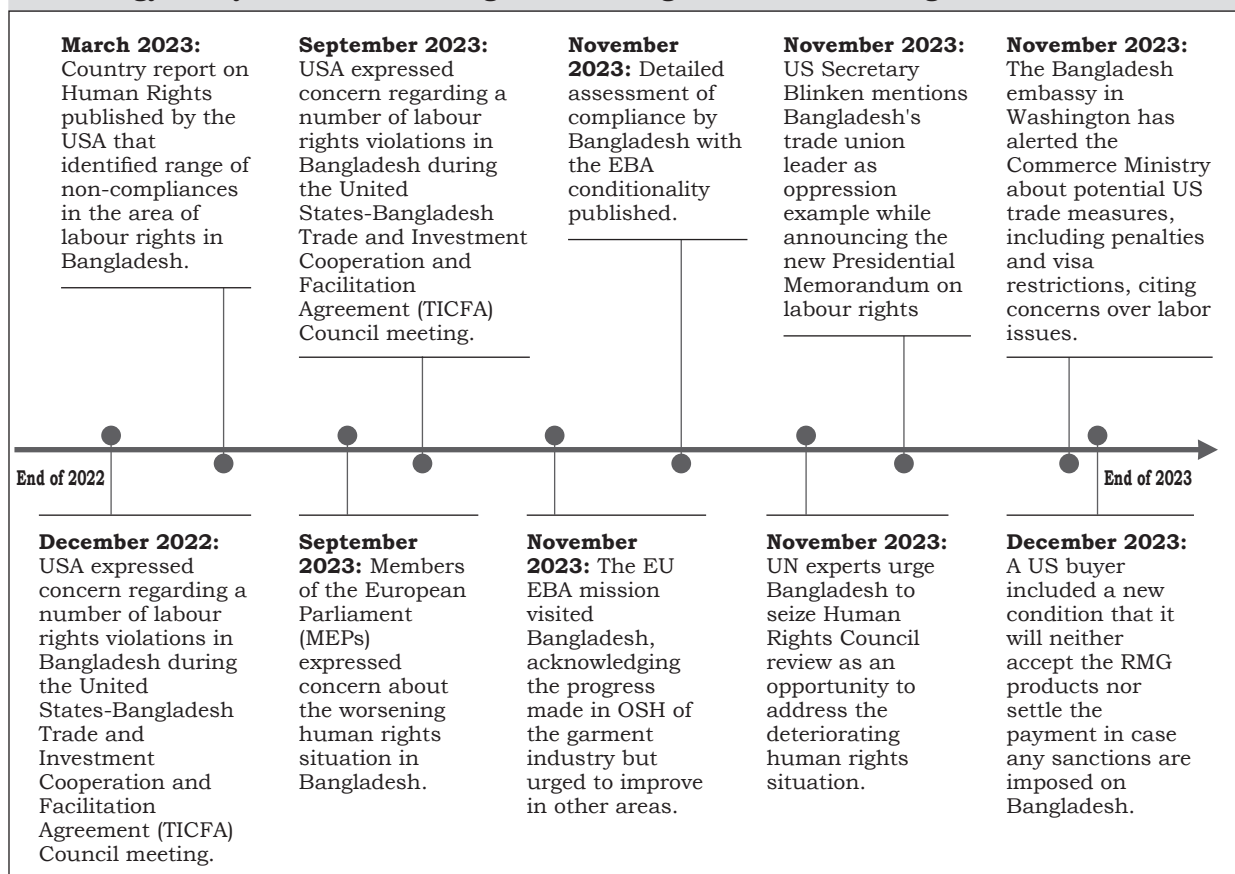 March 2023:
Country report on
Human Rights
published by the
USA that
identified range of
non-compliances
in the area of
labour rights in
Bangladesh.
September 2023:
USA expressed
concern regarding a
number of labour
rights violations in
Bangladesh during
the United
States-Bangladesh
Trade and Investment
Cooperation and
Facilitation
Agreement (TICFA)
Council meeting.
November
2023: Detailed
assessment of
compliance by
Bangladesh with
the EBA
conditionality
published.
November 2023:
US Secretary
Blinken mentions
Bangladesh's
trade union
leader as
oppression
example while
announcing the
new Presidential
Memorandum on
labour rights
November 2023:
The Bangladesh
embassy in
Washington has
alerted the
Commerce Ministry
about potential US
trade measures,
including penalties
and visa
restrictions, citing
concerns over labor
issues.
End of 2022
End of 2023
December 2022:
USA expressed
concern regarding a
number of labour
rights violations in
Bangladesh during
the United
States-Bangladesh
Trade and
Investment
Cooperation and
Facilitation
Agreement (TICFA)
Council meeting.
September
2023: Members
of the European
Parliament
(MEPs)
expressed
concern about
the worsening
human rights
situation in
Bangladesh.
November
2023: The EU
EBA mission
visited
Bangladesh,
acknowledging
the progress
made in OSH of
the garment
industry but
urged to improve
in other areas.
November 2023:
UN experts urge
Bangladesh to
seize Human
Rights Council
review as an
opportunity to
address the
deteriorating
human rights
situation.
December 2023:
A US buyer
included a new
condition that it
will neither
accept the RMG
products nor
settle the
payment in case
any sanctions are
imposed on
Bangladesh.